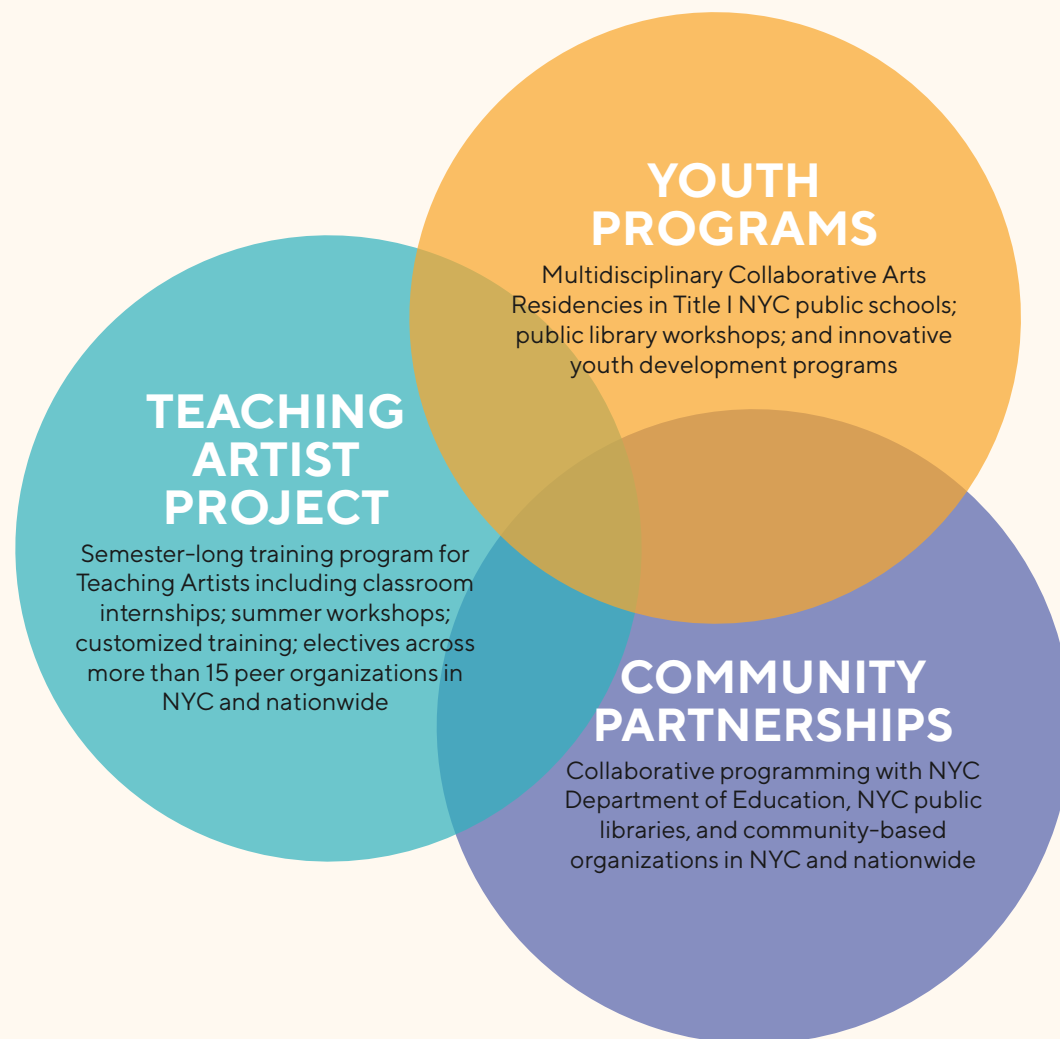 YOUTH
PROGRAMS
Multidisciplinary Collaborative Arts
Residencies in Title I NYC public schools;
public library workshops; and innovative
youth development programs
TEACHING
ARTIST
PROJECT
Semester-long training program for
Teaching Artists including classroom
internships; summer workshops;
customized training; electives across
more than 15 peer organizations in
NYC and nationwide
COMMUNITY
PARTNERSHIPS
Collaborative programming with NYC
Department of Education, NYC public
libraries, and community-based
organizations in NYC and nationwide